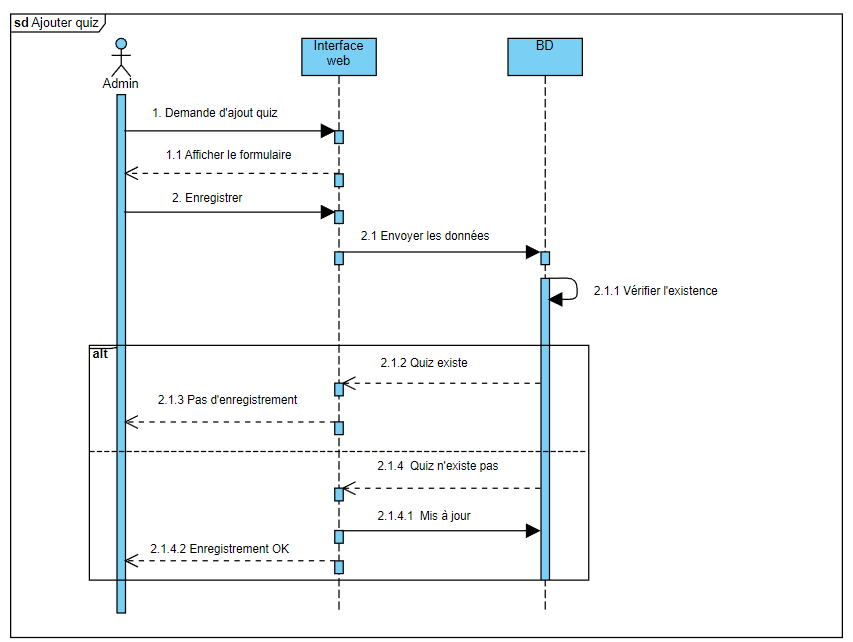 sd Ajouter quiz
Interface
web
BD
Admin
1. Demande d'ajout quiz
1.1 Afficher le formulaire
2. Enregistrer
2.1 Envoyer les données
2.1.1 Vérifier l'existence
alt
2.1.2 Quiz existe
2.1.3 Pas d'enregistrement
2.1.4 Quiz n'existe pas
2.1.4.1 Mis à jour
2.1.4.2 Enregistrement OK